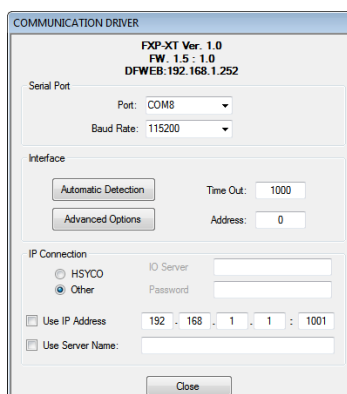 COMMUNICATION DRIVER
FXP-XT Ver. 1.0
FW. 1.5 : 1.0
DFWEB:192.168.1.252
Serial Port
Port: COM8
Baud Rate: 115200
Interface
Automatic Detection Time Out: 1000
Advanced Options Address: 0
IP Connection
HSYCO IO Server
Other Password
Use IP Address 192 . 168 . 1 . 1 : 1001
Use Server Name:
Close